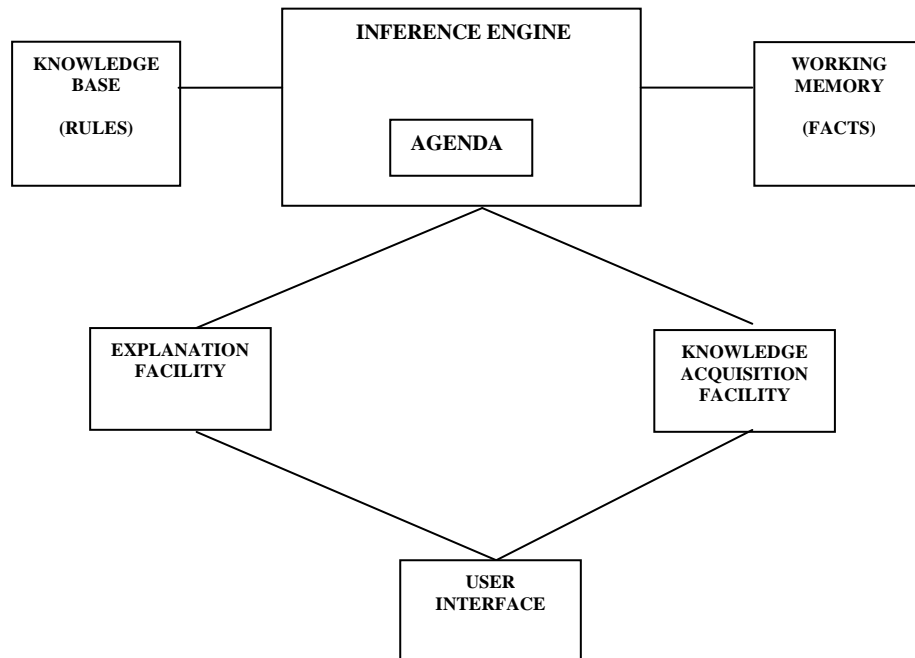 INFERENCE ENGINE
KNOWLEDGE
BASE
(RULES)
AGENDA
WORKING
MEMORY
(FACTS)
EXPLANATION
FACILITY
KNOWLEDGE
ACQUISITION
FACILITY
USER
INTERFACE